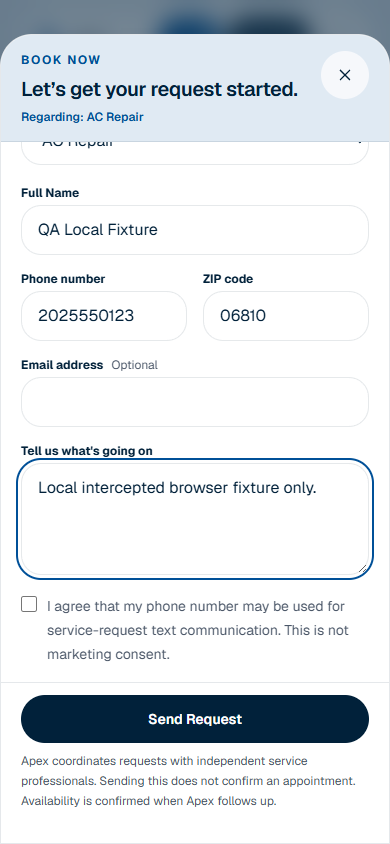 BOOK NOW
Let’s get your request started.
Regarding: AC Repair
AC Repair
Full Name
QA Local Fixture
Phone number
ZIP code
2025550123
06810
Email address Optional
Tell us what's going on
Local intercepted browser fixture only.
I agree that my phone number may be used for
service-request text communication. This is not
marketing consent.
Send Request
Apex coordinates requests with independent service
professionals. Sending this does not confirm an appointment.
Availability is confirmed when Apex follows up.